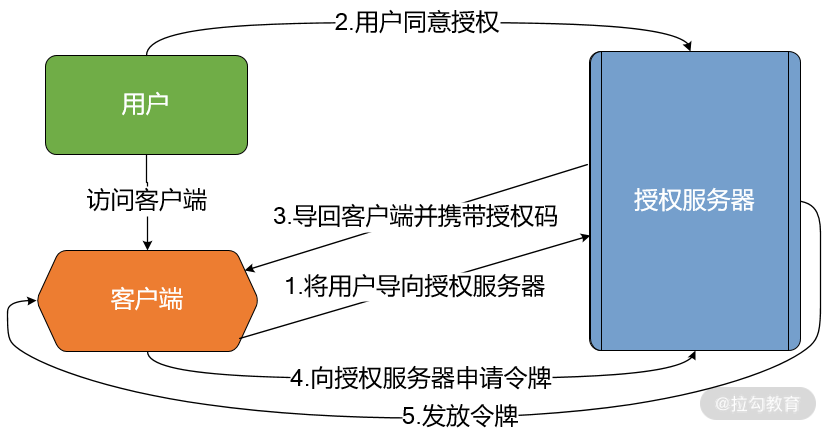 2.用户同意授权
用户
访问客户端
授权服务器
3.导回客户端并携带授权码
1.将用户导向授权服务器
客户端
4.向授权服务器申请令牌
5.发放令牌
@拉勾教育